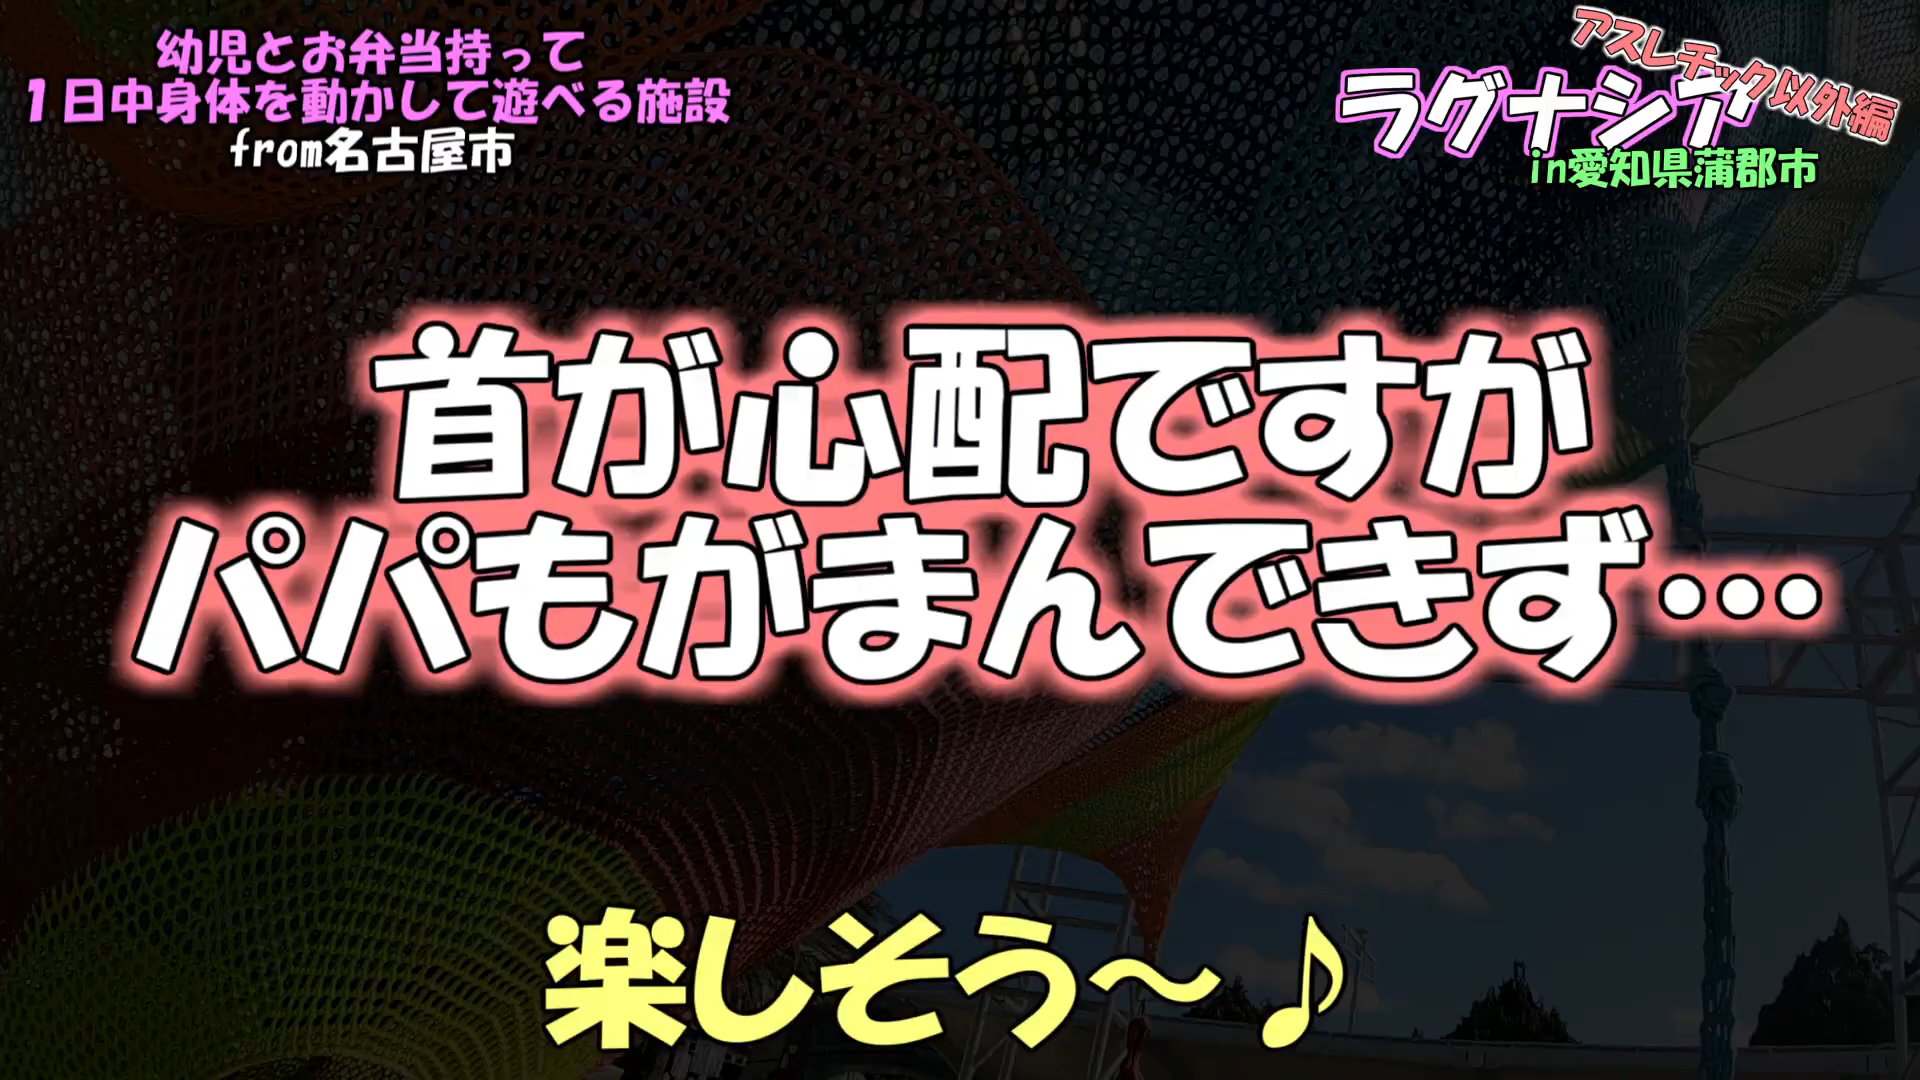 幼児とお弁当持って
1日中身体を動かして遊べる施設
from名古屋市
アスレチック以外編
ラグナシア
in愛知県蒲郡市
首が心配ですが
パパもがまんできず…
楽しそう～♪